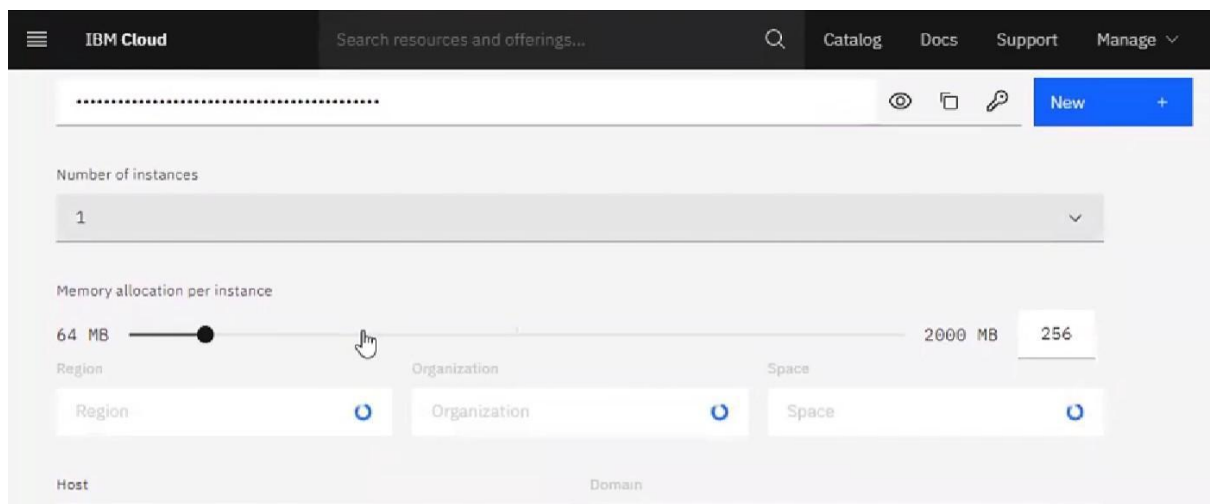 IBM Cloud Search resources and offerings... Catalog Docs Support Manage
New +
Number of instances
1
Memory allocation per instance
64 MB 2000 MB 256
Region Organization Space
Region Organization Space
Host Domain